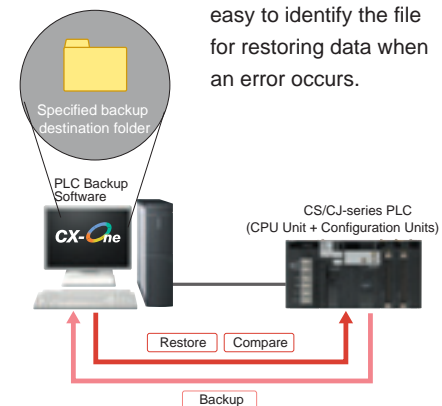 easy to identify the file
for restoring data when
an error occurs.
Specified backup
destination folder
PLC Backup
Software
CX-One
CS/CJ-series PLC
(CPU Unit + Configuration Units)
Restore
Compare
Backup